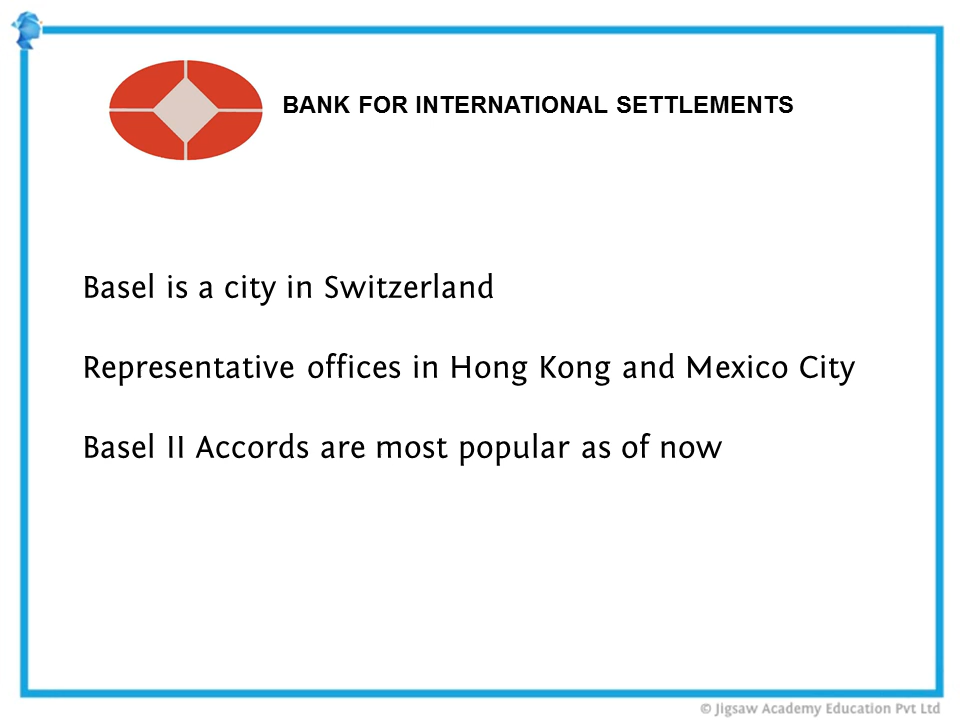 BANK FOR INTERNATIONAL SETTLEMENTS
Basel is a city in Switzerland
Representative offices in Hong Kong and Mexico City
Basel II Accords are most popular as of now
© Jigsaw Academy Education Pvt Ltd